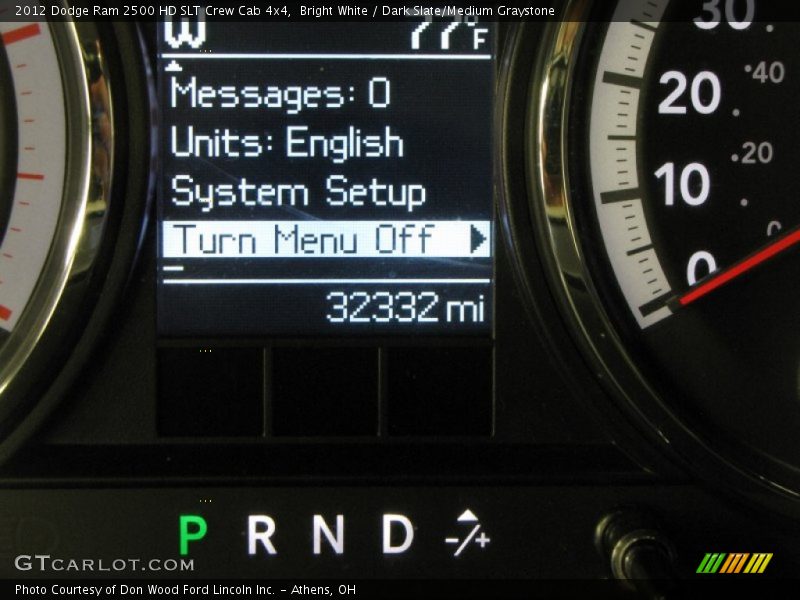 2012 Dodge Ram 2500 HD SLT Crew Cab 4x4,  Bright White / Dark Slate/Medium Graystone
W 77°F
Messages: 0
Units: English
System Setup
Turn Menu Off
32332 mi
30
20
10
0
40
20
0
P R N D -/+
GTCARLOT.COM
Photo Courtesy of Don Wood Ford Lincoln Inc. - Athens, OH